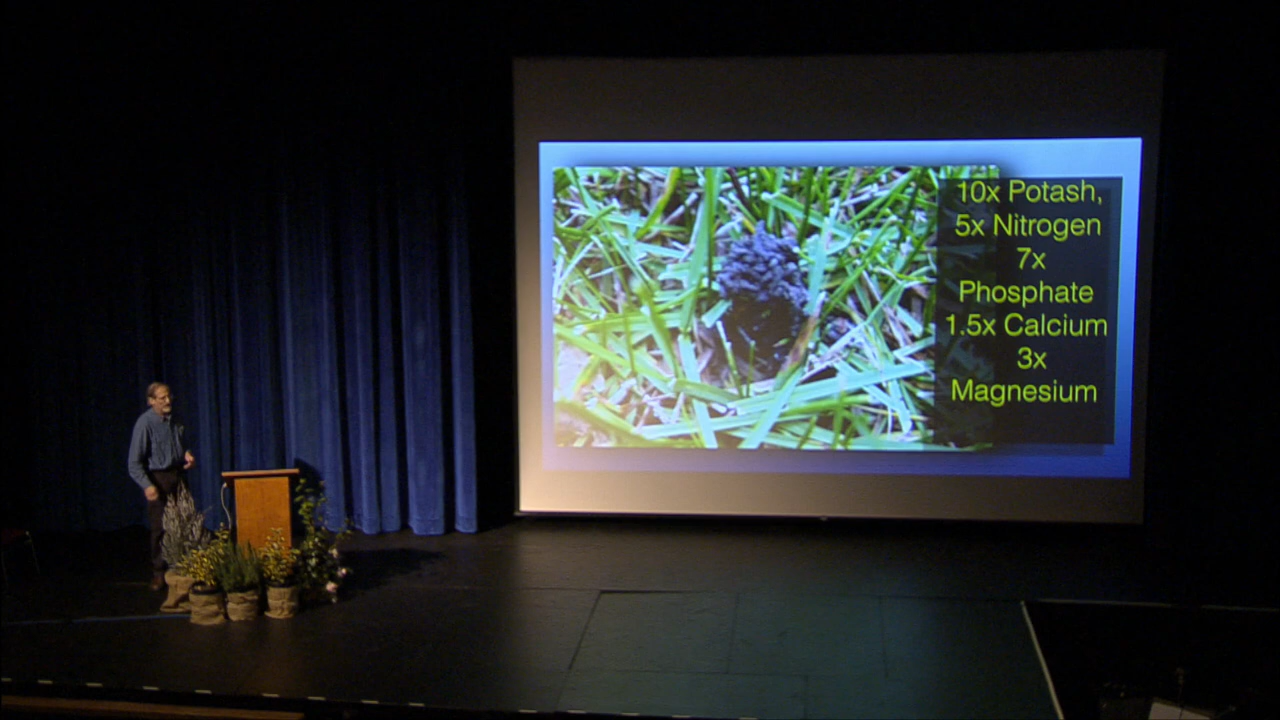 10x Potash,
5x Nitrogen
7x
Phosphate
1.5x Calcium
3x
Magnesium